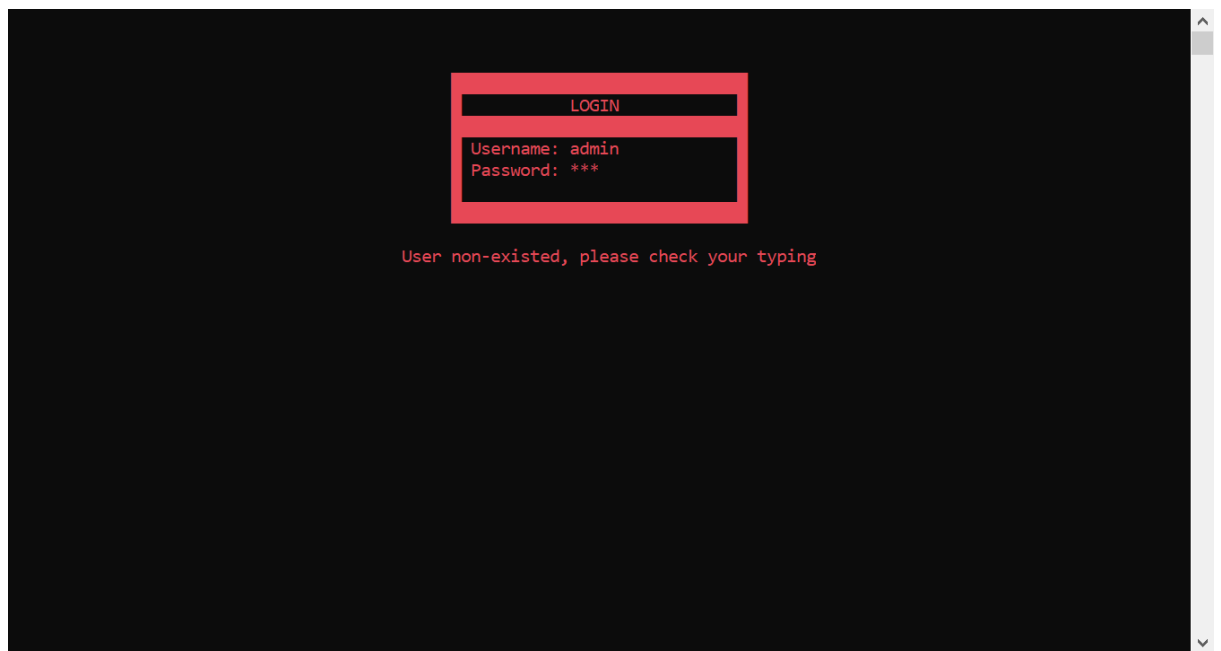 LOGIN
Username: admin
Password: ***
User non-existed, please check your typing